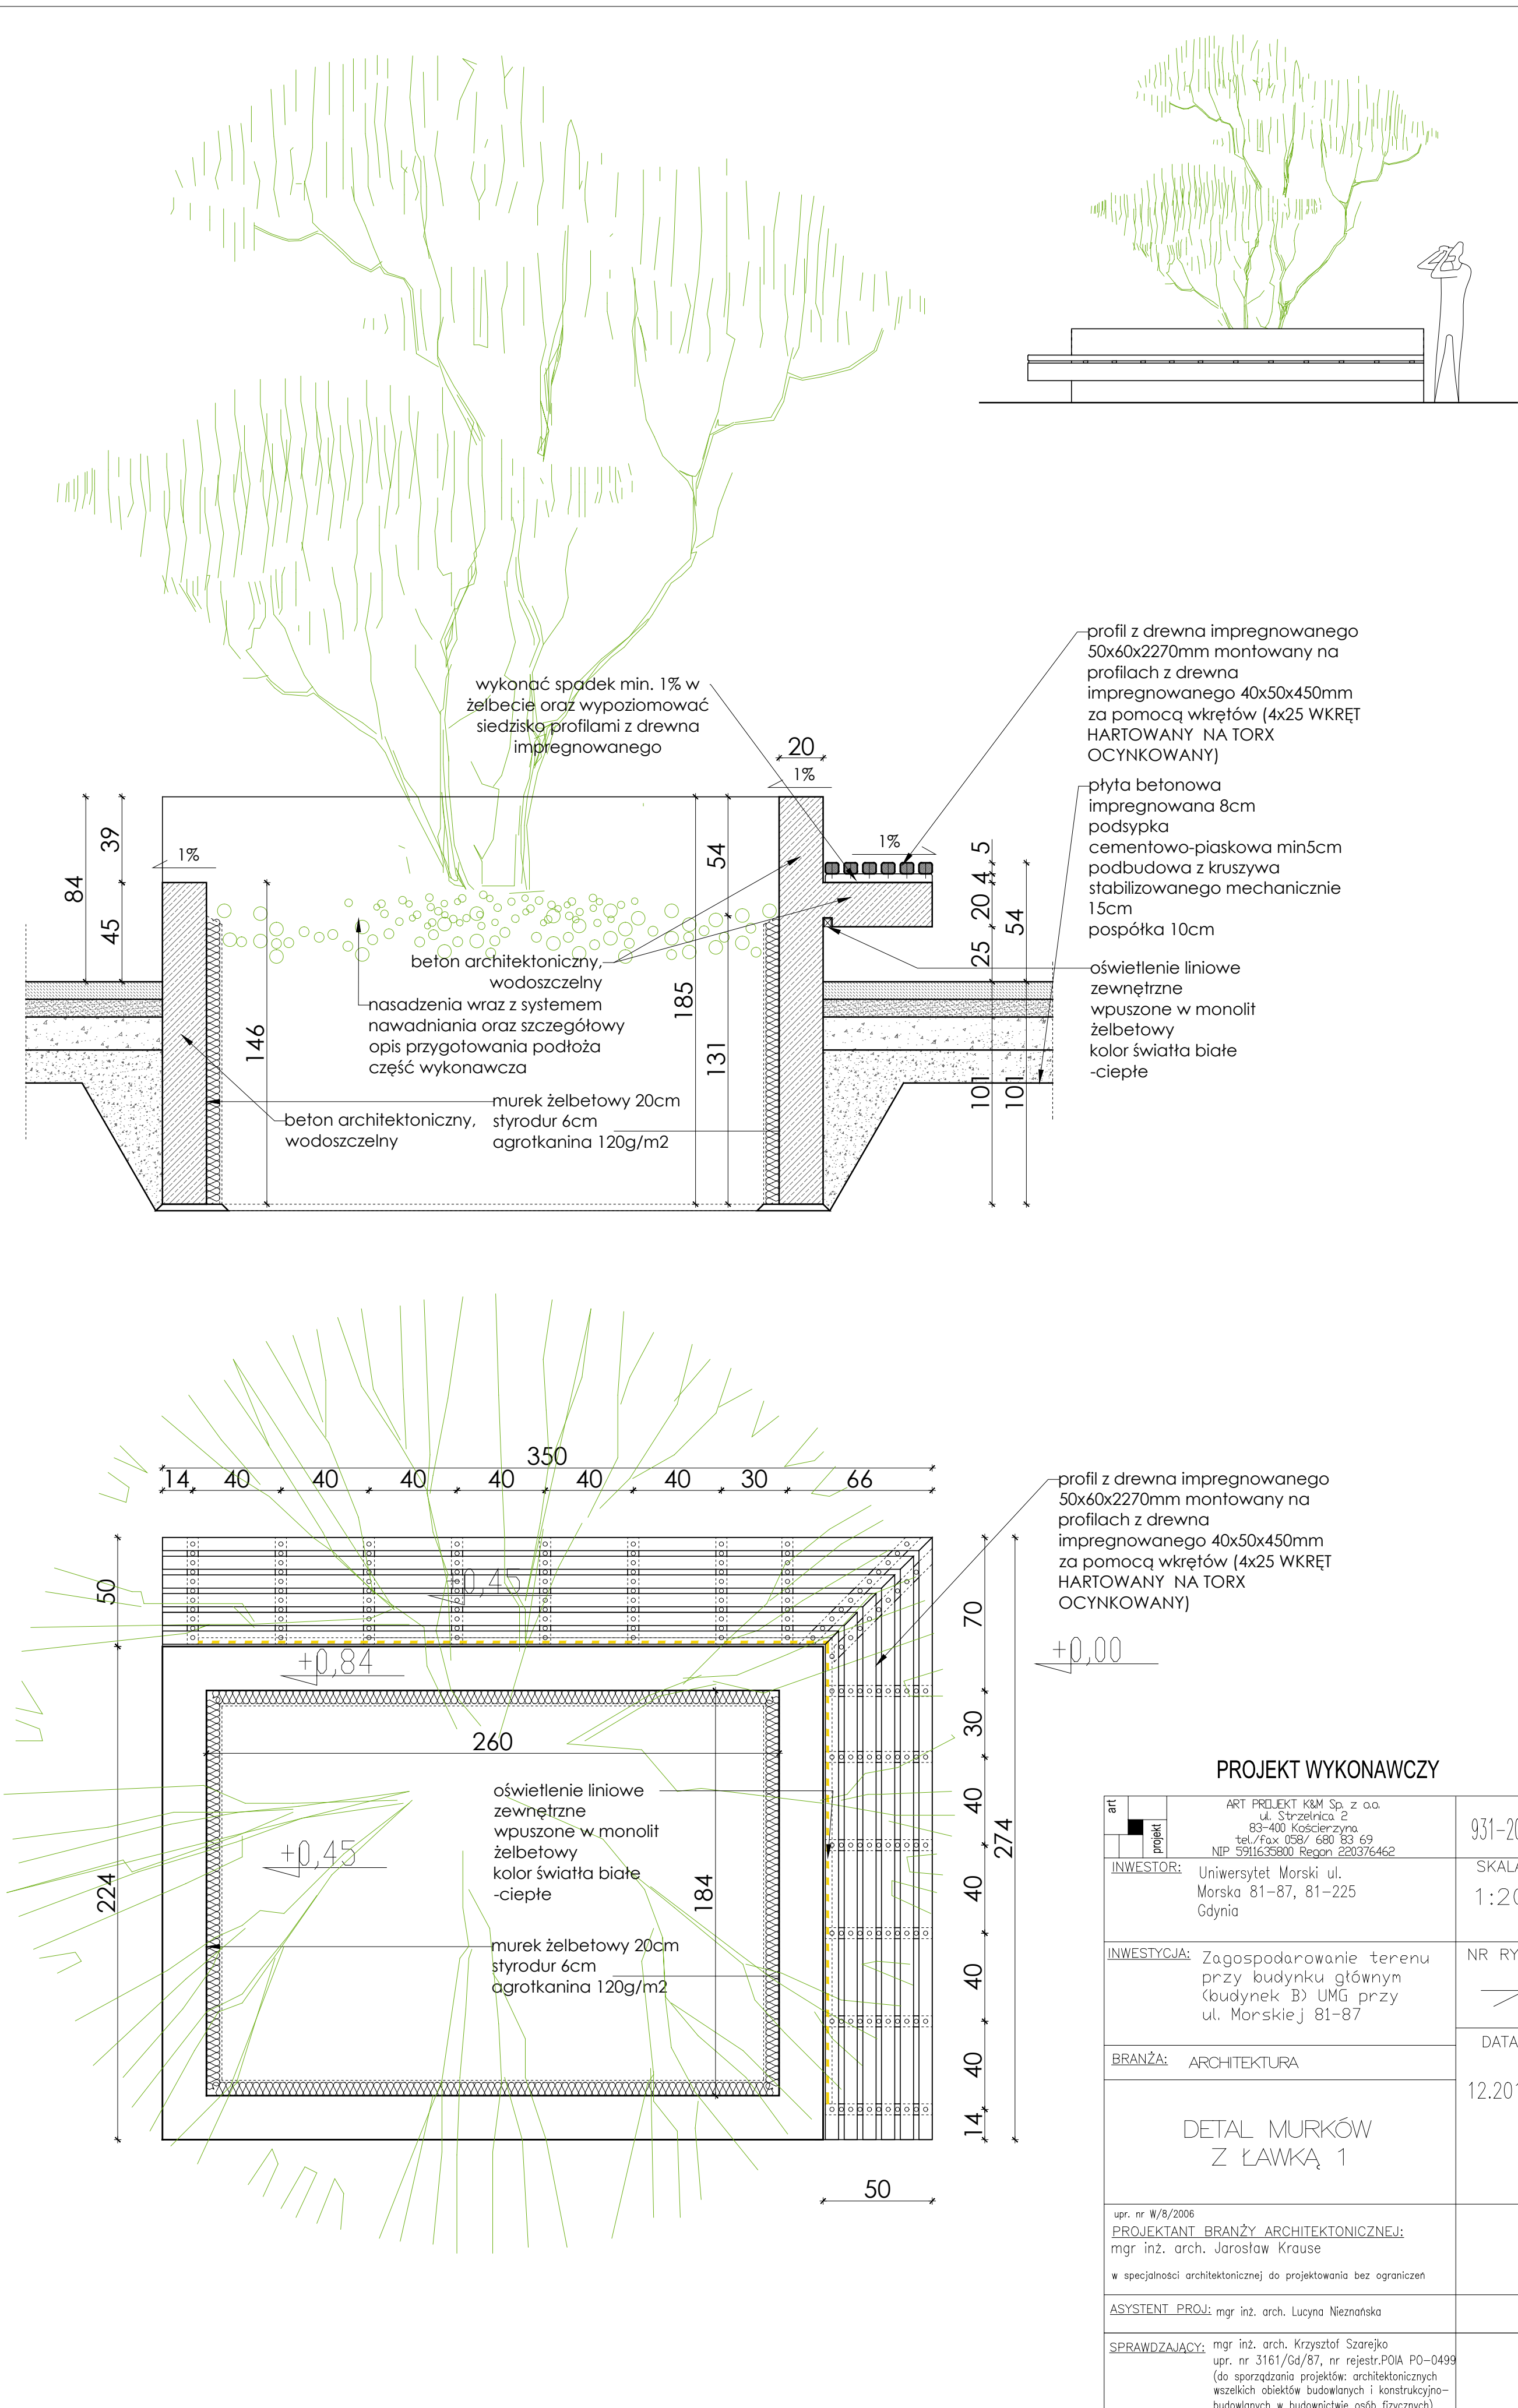 profil z drewna impregnowanego
50x60x2270mm montowany na
profilach z drewna
impregnowanego 40x50x450mm
za pomocą wkrętów (4x25 WKRĘT
HARTOWANY NA TORX
OCYNKOWANY)
wykonać spadek min. 1% w
żelbecie oraz wypoziomować
siedzisko profilami z drewna
impregnowanego
płyta betonowa
impregnowana 8cm
podsypka
cementowo-piaskowa min5cm
podbudowa z kruszywa
stabilizowanego mechanicznie
15cm
pospółka 10cm
oświetlenie liniowe
zewnętrzne
wpuszone w monolit
żelbetowy
kolor światła białe
-ciepłe
20
1%
1%
1%
84
39
45
146
185
54
131
5
4
20
25
54
101
101
beton architektoniczny,
wodoszczelny
nasadzenia wraz z systemem
nawadniania oraz szczegółowy
opis przygotowania podłoża
część wykonawcza
beton architektoniczny,
wodoszczelny
murek żelbetowy 20cm
styrodur 6cm
agrotkanina 120g/m2
350
14 40 40 40 40 40 40 30 66
profil z drewna impregnowanego
50x60x2270mm montowany na
profilach z drewna
impregnowanego 40x50x450mm
za pomocą wkrętów (4x25 WKRĘT
HARTOWANY NA TORX
OCYNKOWANY)
50
224
+0,45
+0,84
+0,00
260
184
+0,45
oświetlenie liniowe
zewnętrzne
wpuszone w monolit
żelbetowy
kolor światła białe
-ciepłe
murek żelbetowy 20cm
styrodur 6cm
agrotkanina 120g/m2
70
30
40
40
40
40
14
274
50
PROJEKT WYKONAWCZY
art
projekt
ART PROJEKT K&M Sp. z o.o.
ul. Strzelnica 2
83-400 Kościerzyna
tel./fax 058/ 680 83 69
NIP 5911635800 Regon 220376462
931-20
INWESTOR: Uniwersytet Morski ul.
Morska 81-87, 81-225
Gdynia
SKALA
1:20
INWESTYCJA: Zagospodarowanie terenu
przy budynku głównym
(budynek B) UMG przy
ul. Morskiej 81-87
NR RY
BRANŻA: ARCHITEKTURA
DATA
12.201
DETAL MURKÓW
Z ŁAWKĄ 1
upr. nr W/8/2006
PROJEKTANT BRANŻY ARCHITEKTONICZNEJ:
mgr inż. arch. Jarosław Krause
w specjalności architektonicznej do projektowania bez ograniczeń
ASYSTENT PROJ: mgr inż. arch. Lucyna Nieznańska
SPRAWDZAJĄCY: mgr inż. arch. Krzysztof Szarejko
upr. nr 3161/Gd/87, nr rejestr.POIA PO-0499
(do sporządzania projektów: architektonicznych
wszelkich obiektów budowlanych i konstrukcyjno-
budowlanych w budownictwie osób fizycznych)